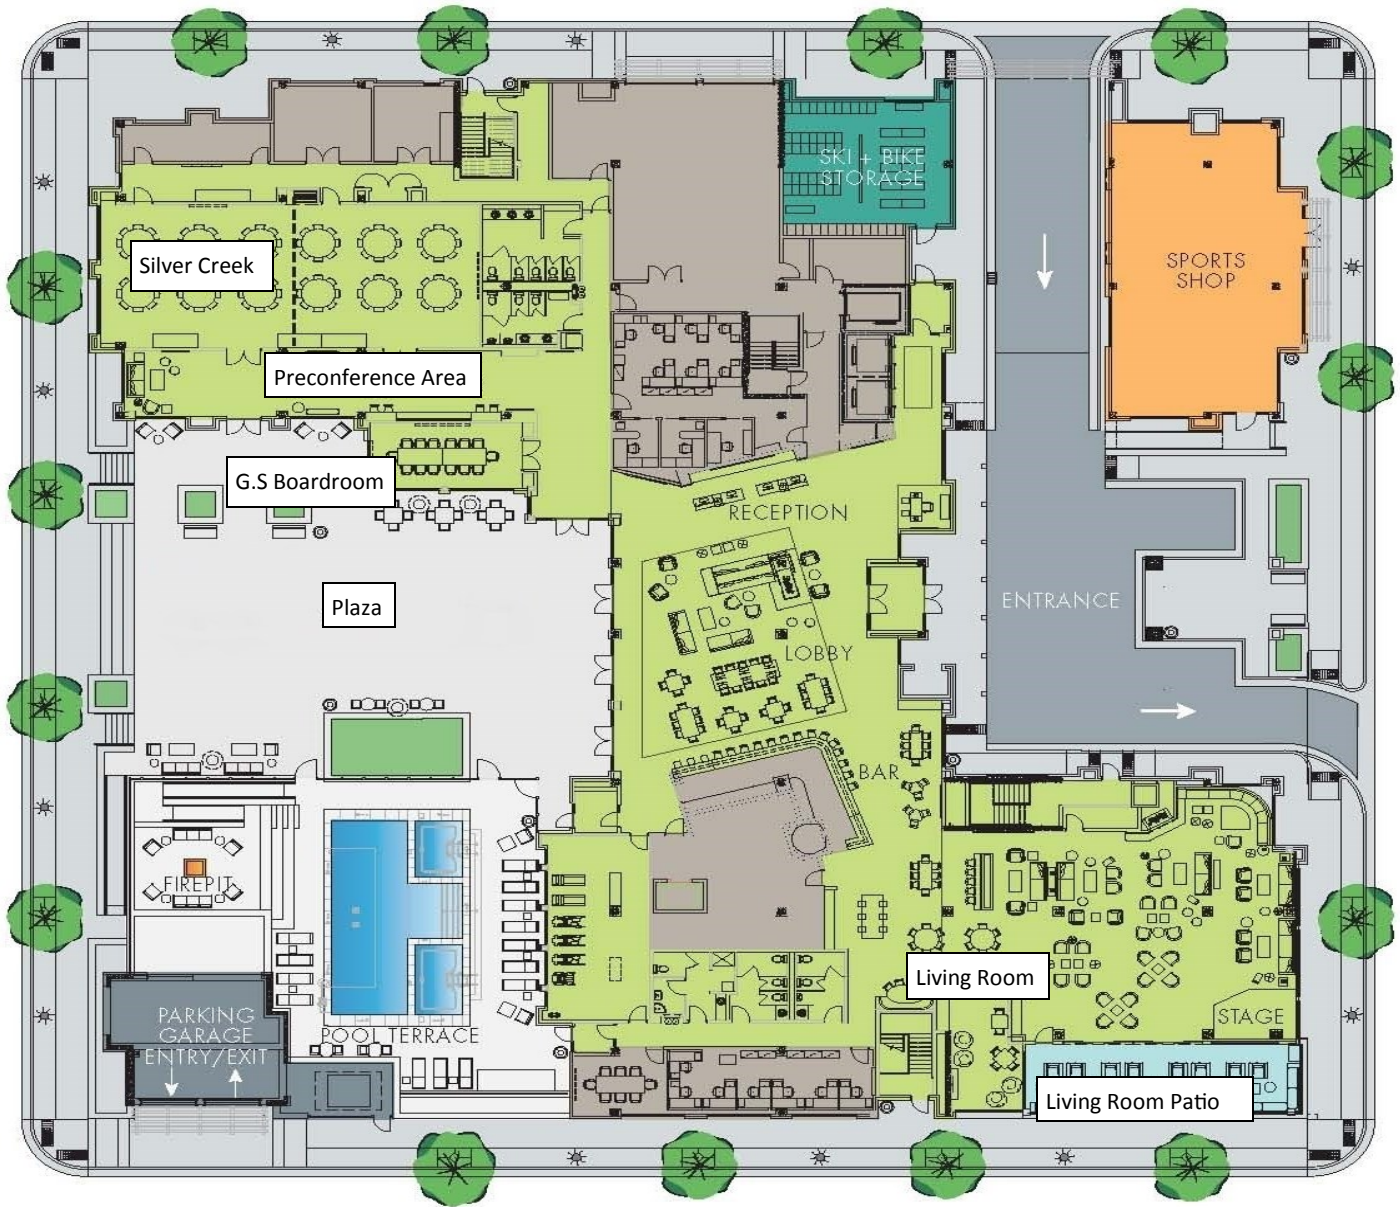 SKI + BIKE
STORAGE
SPORTS
SHOP
Silver Creek
Preconference Area
G.S Boardroom
RECEPTION
Plaza
ENTRANCE
LOBBY
BAR
FIREPIT
Living Room
PARKING
GARAGE
ENTRY/EXIT
POOL TERRACE
STAGE
Living Room Patio